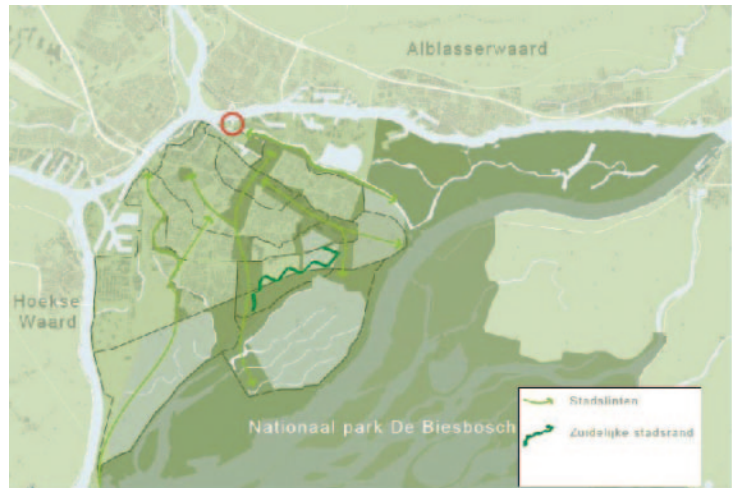 Alblasserwaard
Hoekse
Waard
Nationaal park De Biesbosch
Stadslinten
Zuidelijke stadsrand